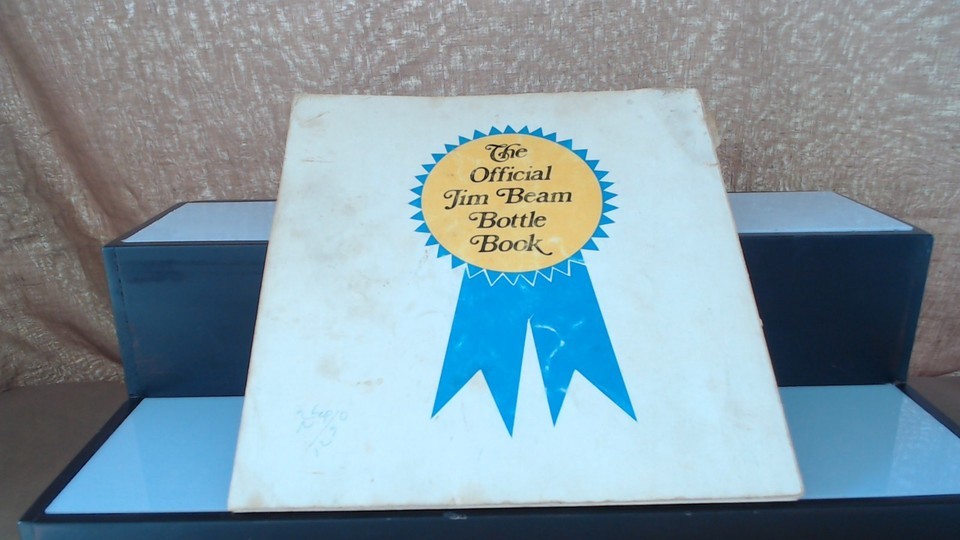 The
Official
Jim Beam
Bottle
Book